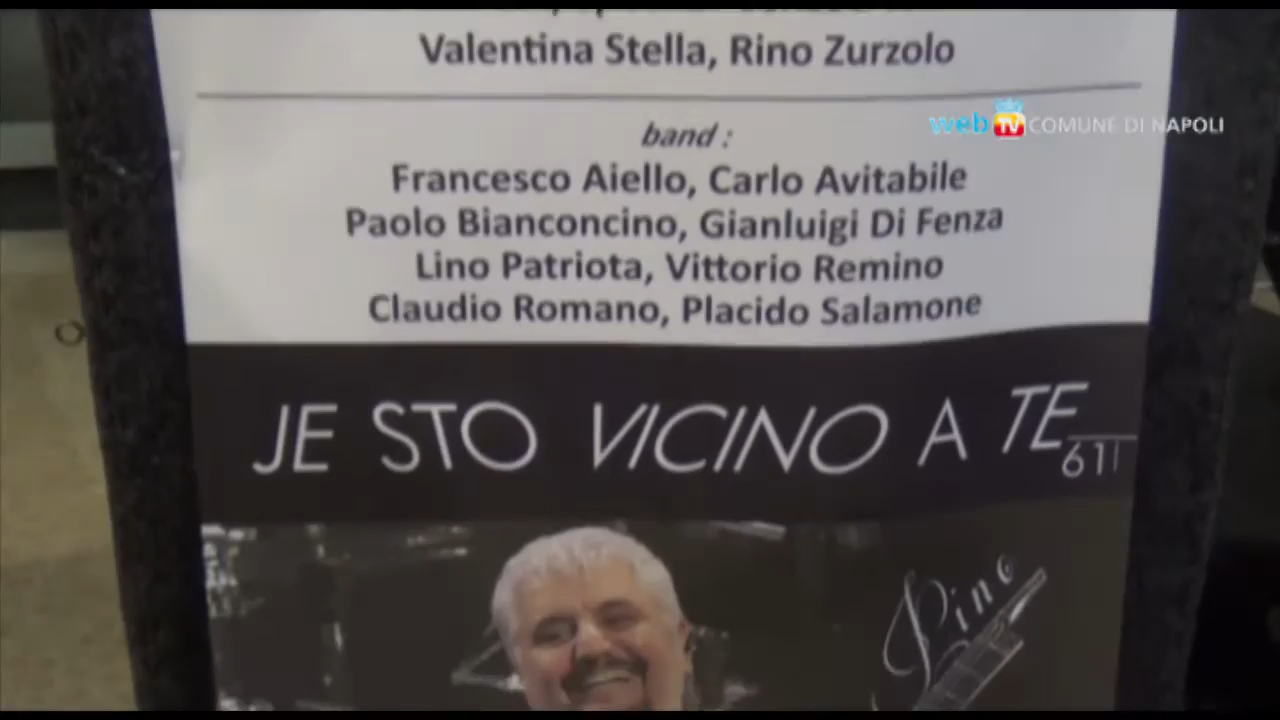 Valentina Stella, Rino Zurzolo
web TV COMUNE DI NAPOLI
band :
Francesco Aiello, Carlo Avitabile
Paolo Bianconcino, Gianluigi Di Fenza
Lino Patriota, Vittorio Remino
Claudio Romano, Placido Salamone
JE STO VICINO A TE
61
Pino